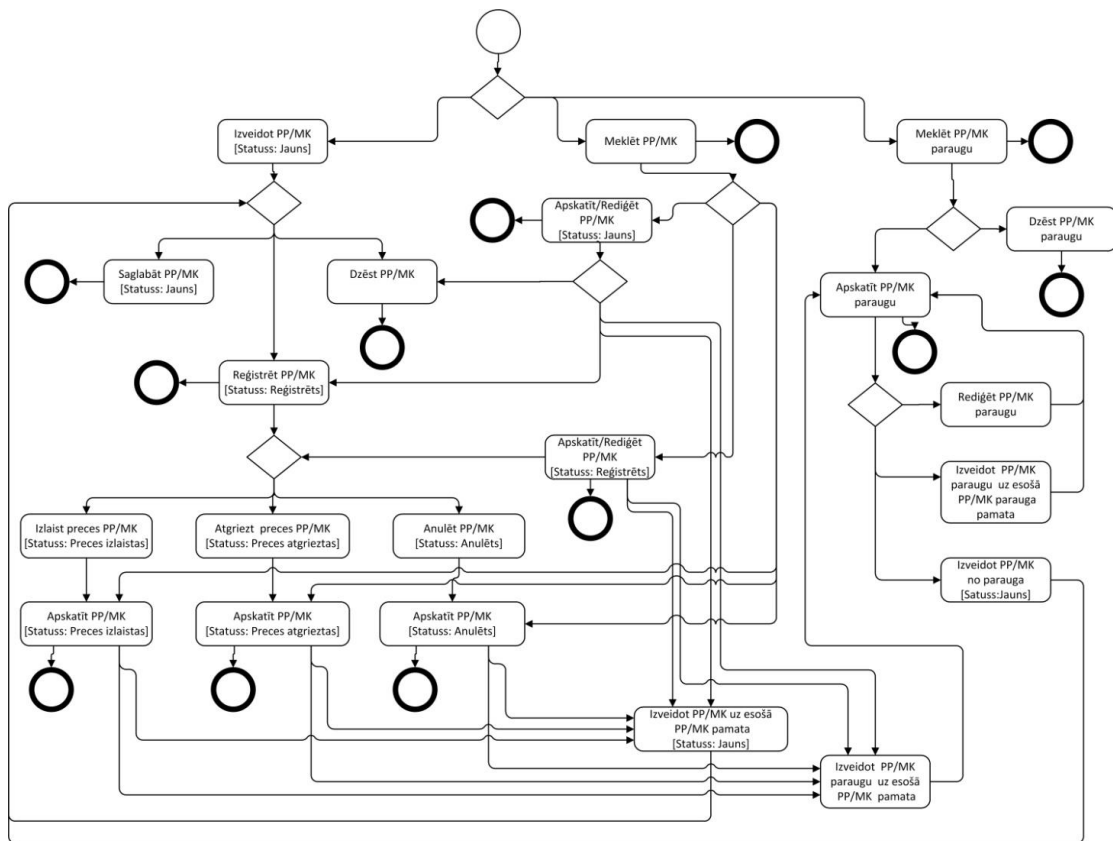 Izveidot PP/MK
[Statuss: Jauns]
Meklēt PP/MK
Meklēt PP/MK
paraugu
Apskatīt/Rediģēt
PP/MK
[Statuss: Jauns]
Dzēst PP/MK
paraugu
Saglabāt PP/MK
[Statuss: Jauns]
Dzēst PP/MK
Apskatīt PP/MK
paraugu
Reģistrēt PP/MK
[Statuss: Reģistrēts]
Rediģēt PP/MK
paraugu
Apskatīt/Rediģēt
PP/MK
[Statuss: Reģistrēts]
Izveidot PP/MK
paraugu uz esošā
PP/MK parauga
pamata
Izlaist preces PP/MK
[Statuss: Preces izlaistas]
Atgriezt preces PP/MK
[Statuss: Preces atgrieztas]
Anulēt PP/MK
[Statuss: Anulēts]
Izveidot PP/MK
no parauga
[Satuss:Jauns]
Apskatīt PP/MK
[Statuss: Preces izlaistas]
Apskatīt PP/MK
[Statuss: Preces atgrieztas]
Apskatīt PP/MK
[Statuss: Anulēts]
Izveidot PP/MK uz esošā
PP/MK pamata
[Statuss: Jauns]
Izveidot PP/MK
paraugu uz esošā
PP/MK pamata